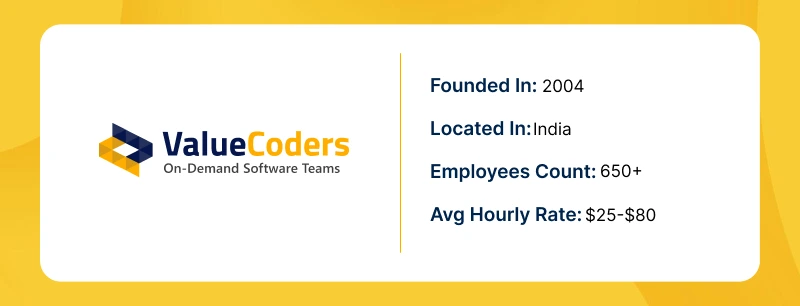 ValueCoders
On-Demand Software Teams
Founded In: 2004
Located In: India
Employees Count: 650+
Avg Hourly Rate: $25-$80